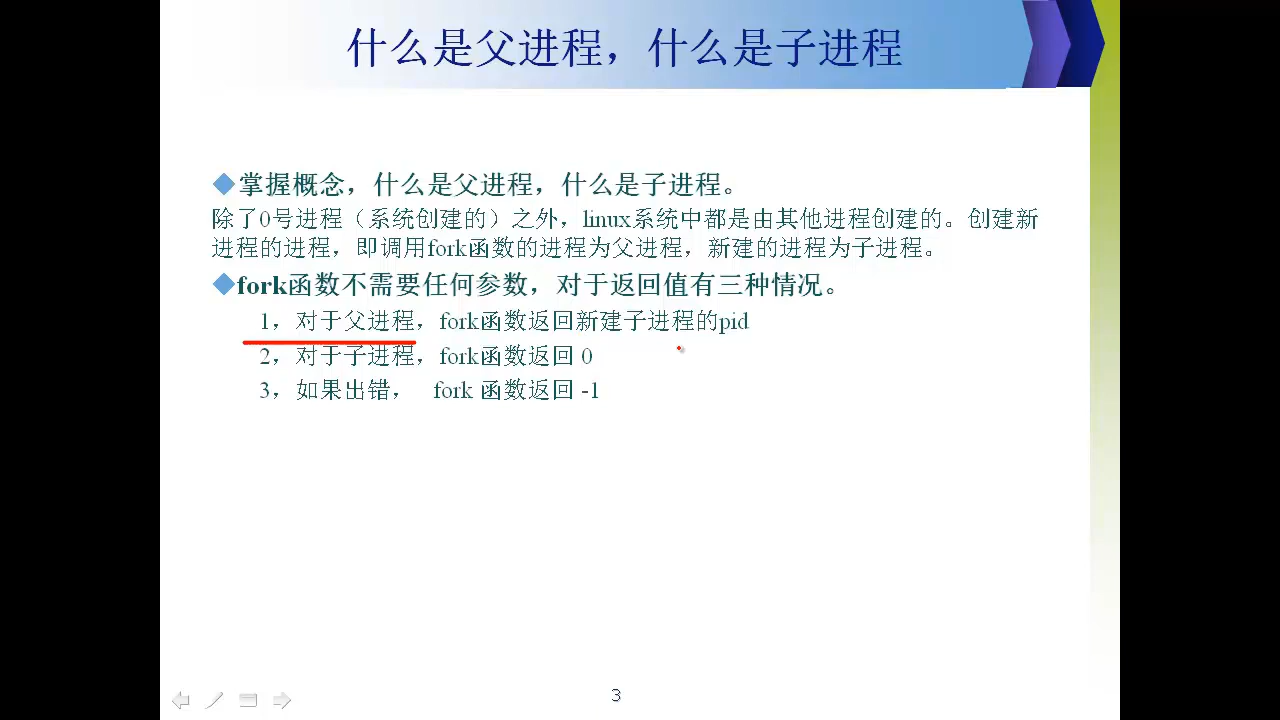 什么是父进程，什么是子进程
掌握概念，什么是父进程，什么是子进程。
除了0号进程（系统创建的）之外，linux系统中都是由其他进程创建的。创建新
进程的进程，即调用fork函数的进程为父进程，新建的进程为子进程。
fork函数不需要任何参数，对于返回值有三种情况。
1，对于父进程，fork函数返回新建子进程的pid
2，对于子进程，fork函数返回 0
3，如果出错， fork 函数返回 -1
3